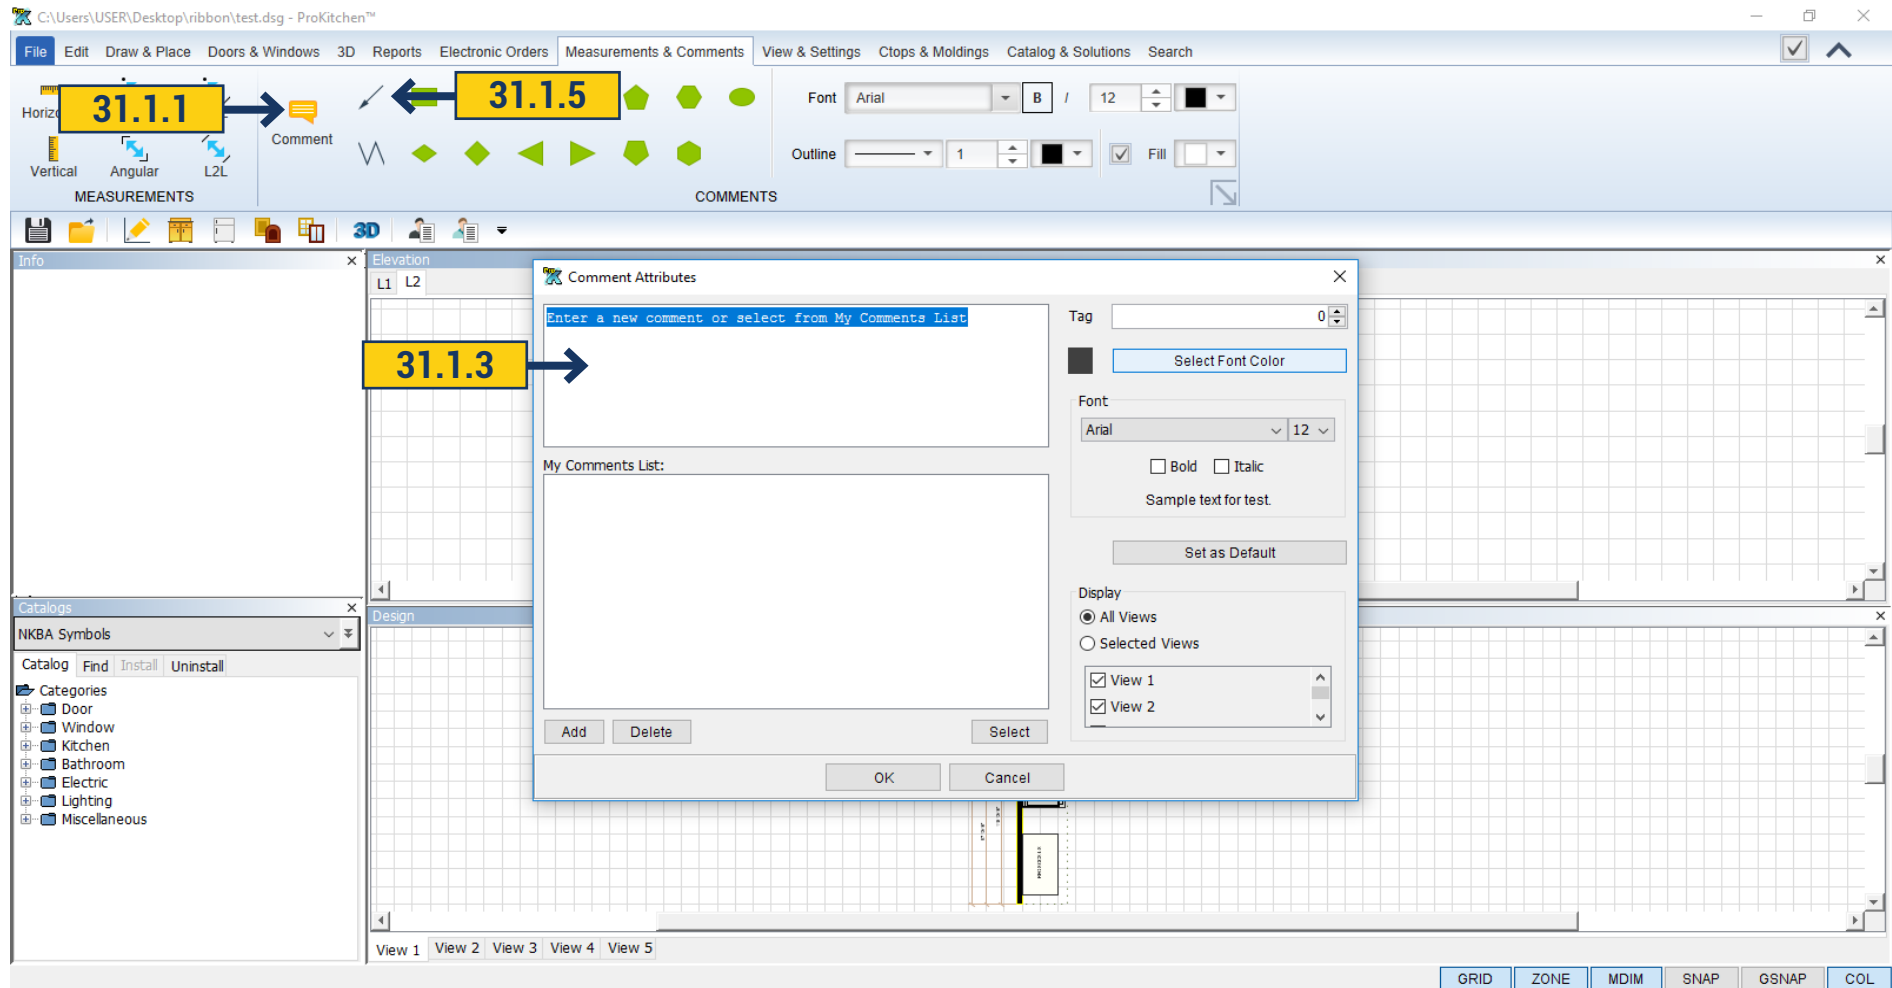 C:\Users\USER\Desktop\ribbon\test.dsg - ProKitchen™
File Edit Draw & Place Doors & Windows 3D Reports Electronic Orders Measurements & Comments View & Settings Ctops & Moldings Catalog & Solutions Search
31.1.1
31.1.5
Comment
Vertical Angular L2L
MEASUREMENTS
Font Arial B I 12
Outline 1 Fill
COMMENTS
3D
Info
Elevation
L1 L2
Comment Attributes
Enter a new comment or select from My Comments List
31.1.3
My Comments List:
Add Delete Select
Tag 0
Select Font Color
Font
Arial 12
Bold Italic
Sample text for test.
Set as Default
Display
All Views
Selected Views
View 1
View 2
OK Cancel
Catalogs
NKBA Symbols
Catalog Find Install Uninstall
Categories
Door
Window
Kitchen
Bathroom
Electric
Lighting
Miscellaneous
Design
View 1 View 2 View 3 View 4 View 5
GRID ZONE MDIM SNAP GSNAP COL